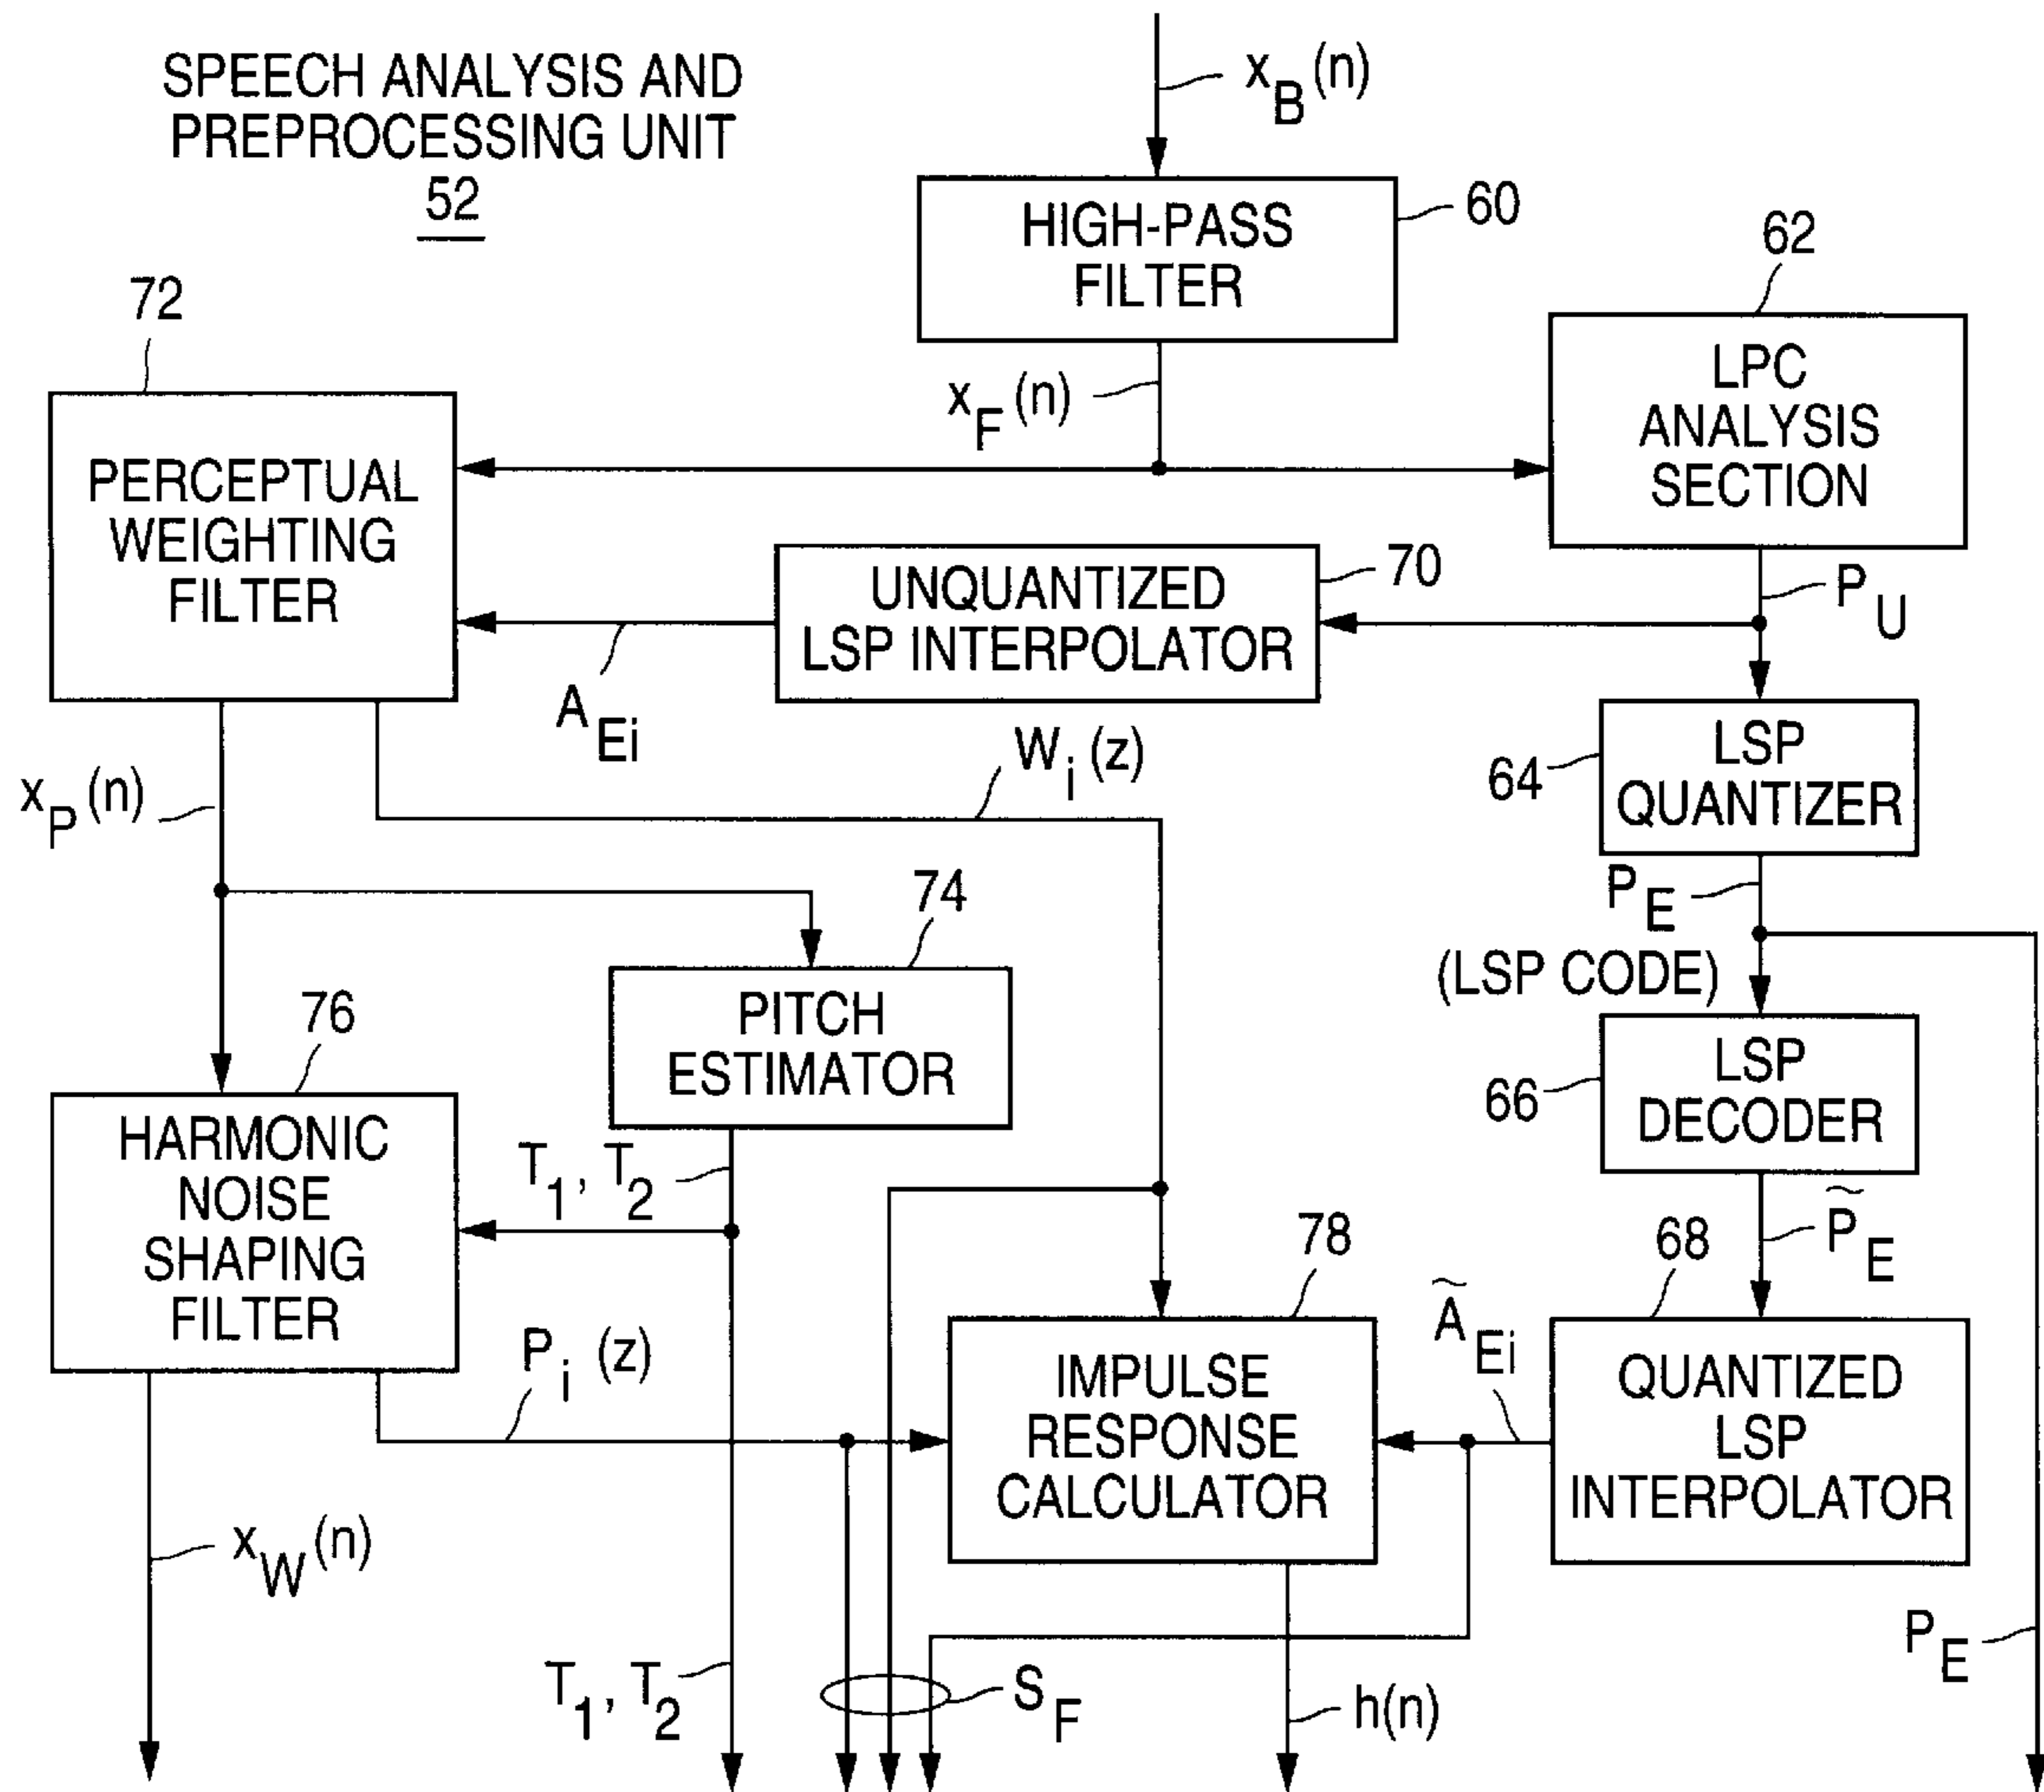 SPEECH ANALYSIS AND
PREPROCESSING UNIT
52
x_B(n)
HIGH-PASS
FILTER
60
62
LPC
ANALYSIS
SECTION
x_F(n)
72
PERCEPTUAL
WEIGHTING
FILTER
UNQUANTIZED
LSP INTERPOLATOR
70
P_U
A_Ei
W_i(z)
64
LSP
QUANTIZER
x_P(n)
P_E
(LSP CODE)
74
PITCH
ESTIMATOR
66
LSP
DECODER
76
HARMONIC
NOISE
SHAPING
FILTER
T_1, T_2
P̃_E
78
IMPULSE
RESPONSE
CALCULATOR
68
QUANTIZED
LSP
INTERPOLATOR
Ã_Ei
P_i(z)
x_W(n)
T_1, T_2
S_F
h(n)
P_E